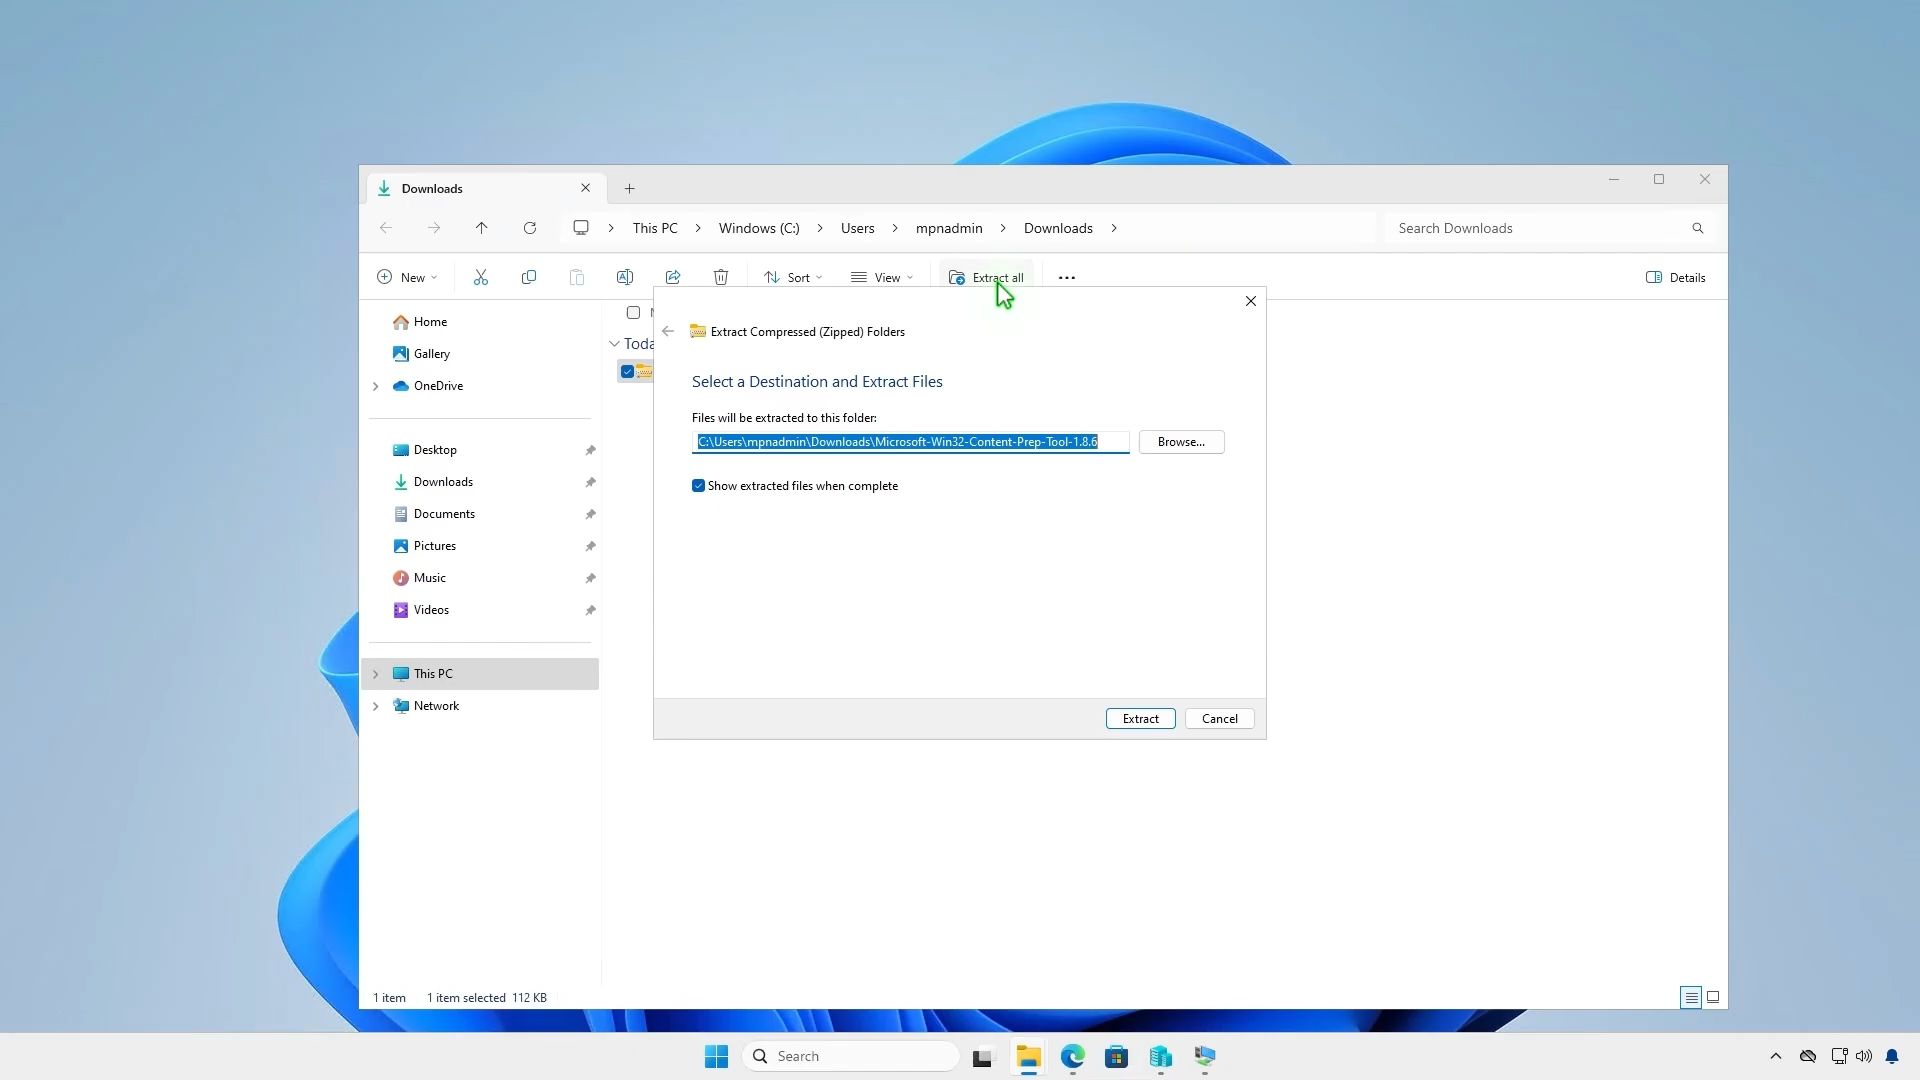 Downloads
This PC
Windows (C:)
Users
mpnadmin
Downloads
Search Downloads
New
Sort
View
Extract all
Details
Home
Gallery
OneDrive
Desktop
Downloads
Documents
Pictures
Music
Videos
This PC
Network
Extract Compressed (Zipped) Folders
Select a Destination and Extract Files
Files will be extracted to this folder:
C:\Users\mpnadmin\Downloads\Microsoft-Win32-Content-Prep-Tool-1.8.6
Browse...
Show extracted files when complete
Extract
Cancel
1 item
1 item selected 112 KB
Search